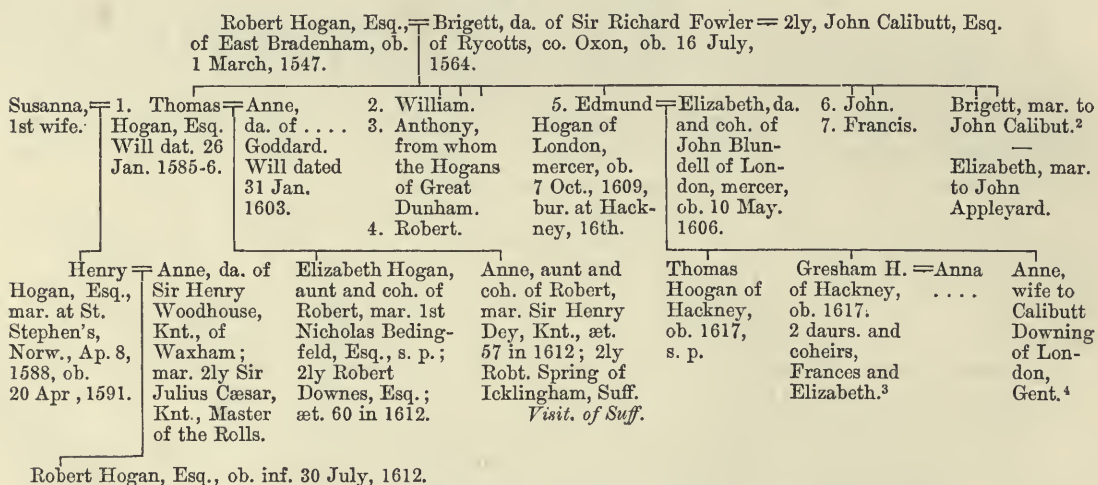 Robert Hogan, Esq., = Brigett, da. of Sir Richard Fowler = 2ly, John Calibutt, Esq.
of East Bradenham, ob. of Rycotts, co. Oxon, ob. 16 July,
1 March, 1547. 1564.
Susanna, =
1st wife.
1. Thomas =
Hogan, Esq.
Will dat. 26
Jan. 1585-6.
Anne,
da. of ....
Goddard.
Will dated
31 Jan.
1603.
2. William.
3. Anthony,
from whom
the Hogans
of Great
Dunham.
4. Robert.
5. Edmund =
Hogan of
London,
mercer, ob.
7 Oct., 1609,
bur. at Hack-
ney, 16th.
Elizabeth, da.
and coh. of
John Blun-
dell of Lon-
don, mercer,
ob. 10 May.
1606.
6. John.
7. Francis.
Brigett, mar. to
John Calibut.²
—
Elizabeth, mar.
to John
Appleyard.
Henry =
Hogan, Esq.,
mar. at St.
Stephen's,
Norw., Ap. 8,
1588, ob.
20 Apr , 1591.
Anne, da. of
Sir Henry
Woodhouse,
Knt., of
Waxham;
mar. 2ly Sir
Julius Cæsar,
Knt., Master
of the Rolls.
Elizabeth Hogan,
aunt and coh. of
Robert, mar. 1st
Nicholas Beding-
feld, Esq., s. p.;
2ly Robert
Downes, Esq.;
æt. 60 in 1612.
Anne, aunt and
coh. of Robert,
mar. Sir Henry
Dey, Knt., æt.
57 in 1612; 2ly
Robt. Spring of
Icklingham, Suff.
Visit. of Suff.
Thomas
Hoogan of
Hackney,
ob. 1617,
s. p.
Gresham H. =
of Hackney,
ob. 1617.
2 daurs. and
coheirs,
Frances and
Elizabeth.³
Anna
....
Anne,
wife to
Calibutt
Downing
of Lon-
don,
Gent.⁴
Robert Hogan, Esq., ob. inf. 30 July, 1612.